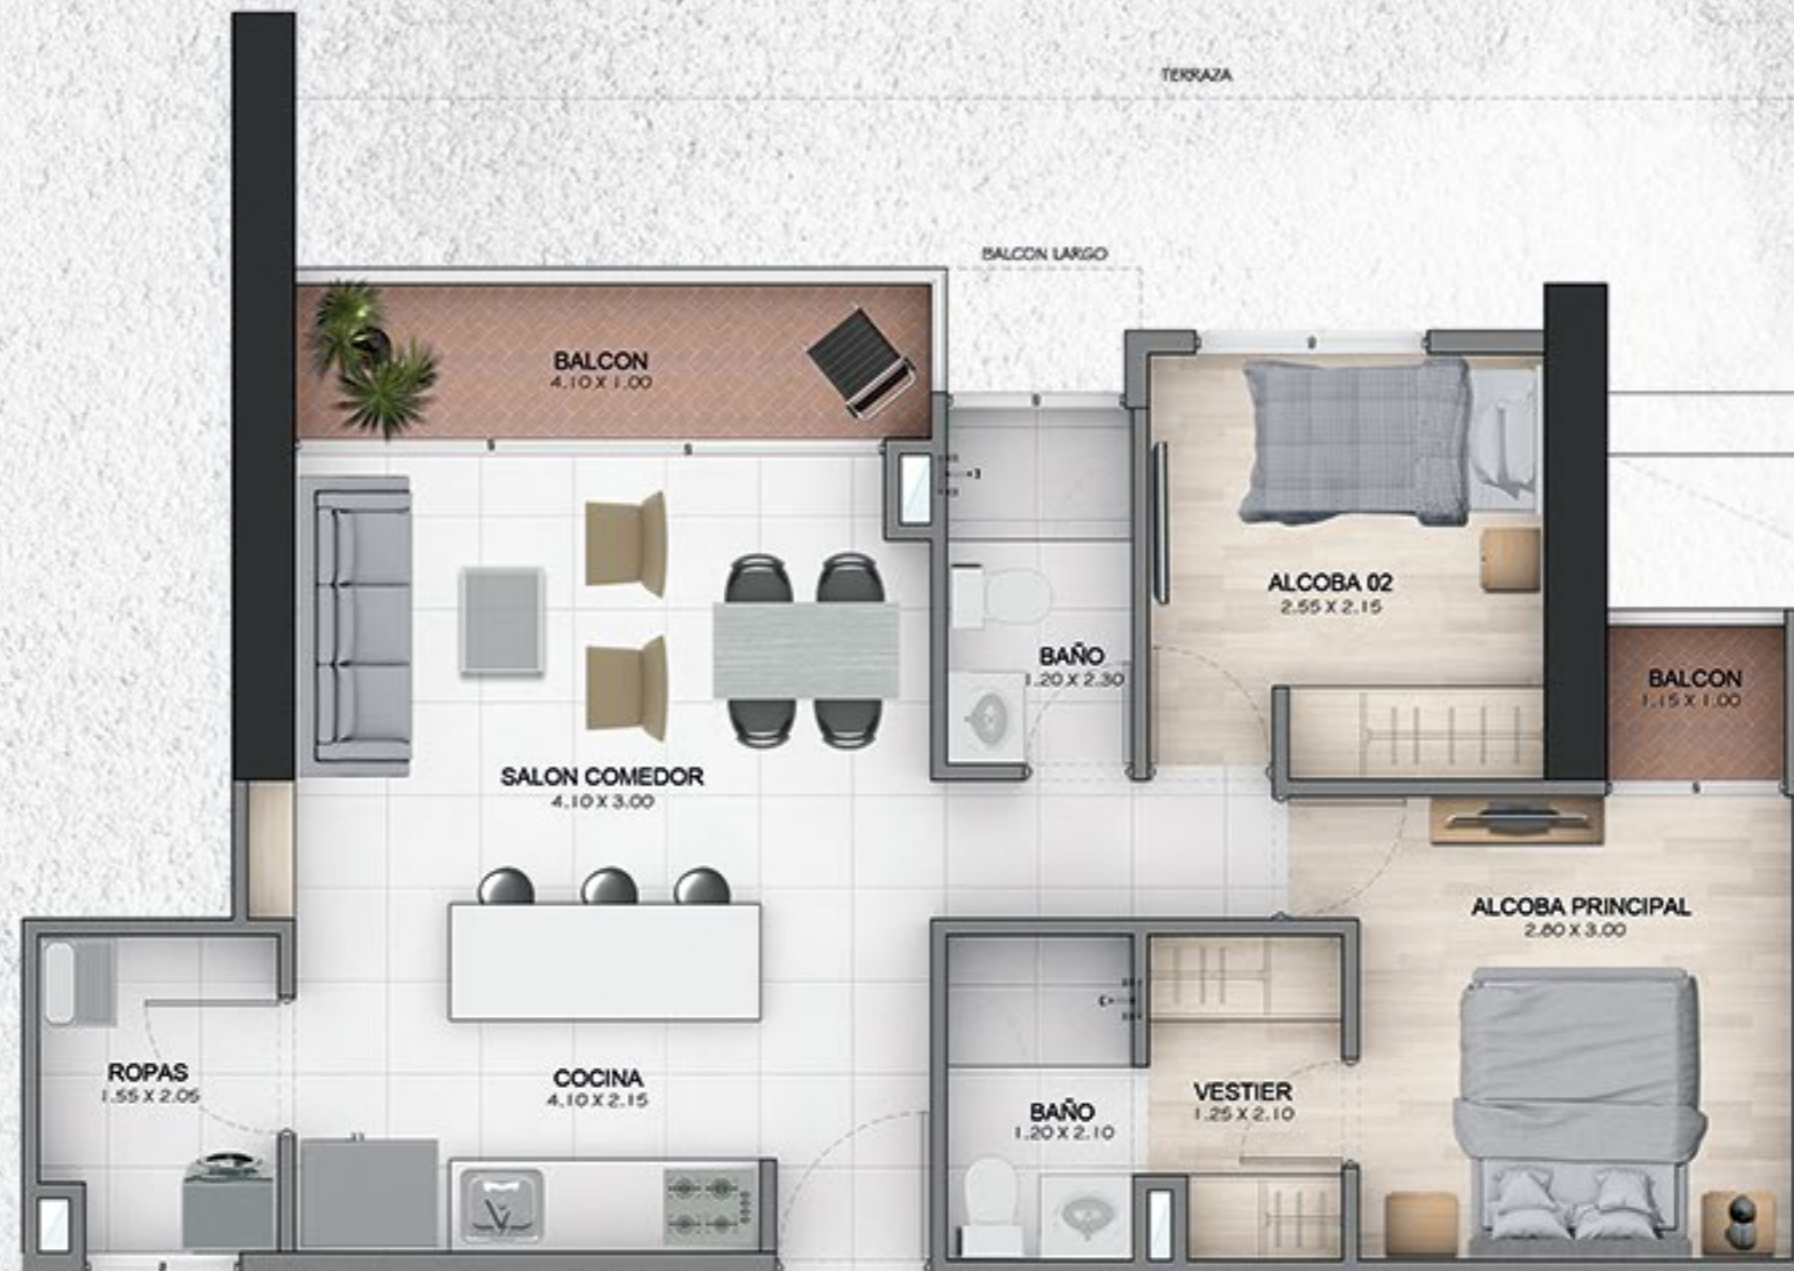 TERRAZA
BALCON LARGO
BALCON
4.10 X 1.00
ALCOBA 02
2.55 X 2.15
BAÑO
1.20 X 2.30
BALCON
1.15 X 1.00
SALON COMEDOR
4.10 X 3.00
ALCOBA PRINCIPAL
2.80 X 3.00
ROPAS
1.55 X 2.05
COCINA
4.10 X 2.15
VESTIER
1.25 X 2.10
BAÑO
1.20 X 2.10